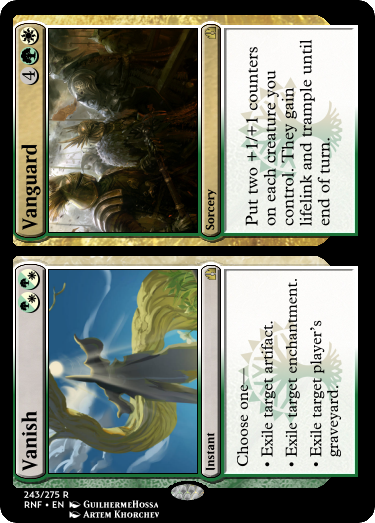 Vanish
Instant
Choose one—
• Exile target artifact.
• Exile target enchantment.
• Exile target player's
graveyard.
Vanguard
4
Sorcery
Put two +1/+1 counters
on each creature you
control. They gain
lifelink and trample until
end of turn.
243/275 R
RNF • EN GuilhermeHossa
Artem Khorchev